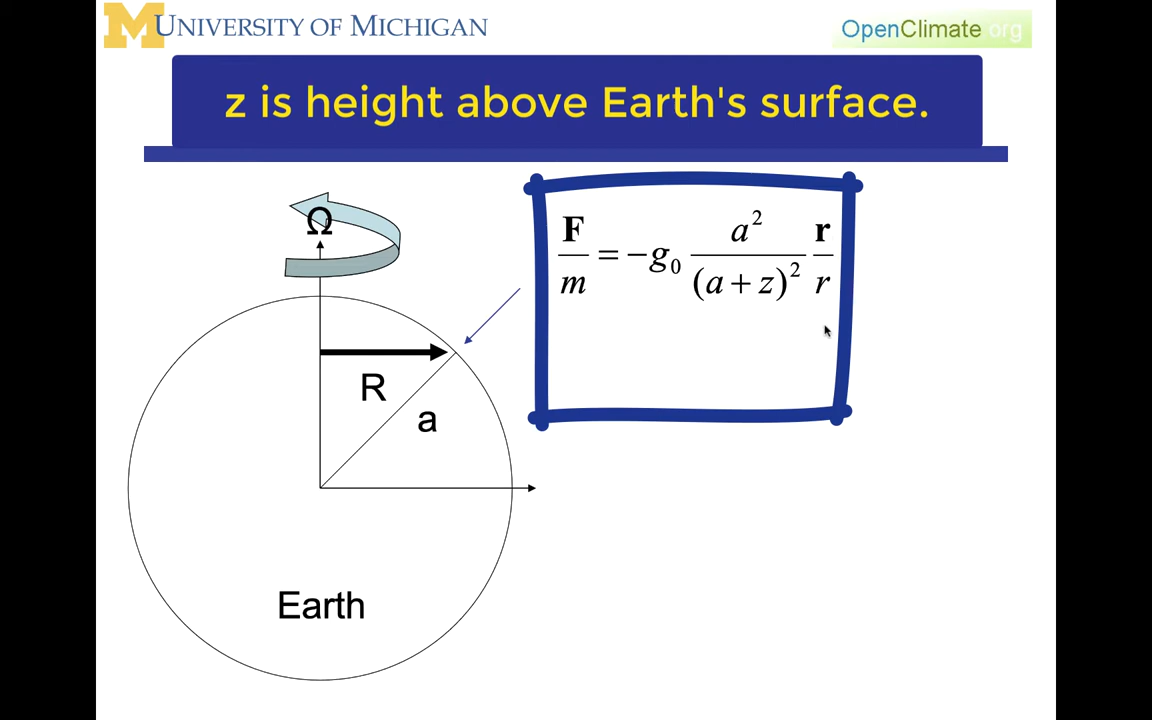 M UNIVERSITY OF MICHIGAN
OpenClimate org
z is height above Earth's surface.
Ω
F/m = −g₀ a²/(a + z)² r/r
R
a
Earth